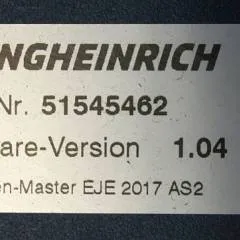 NGHEINRICH
Nr. 51545462
are-Version 1.04
en-Master EJE 2017 AS2